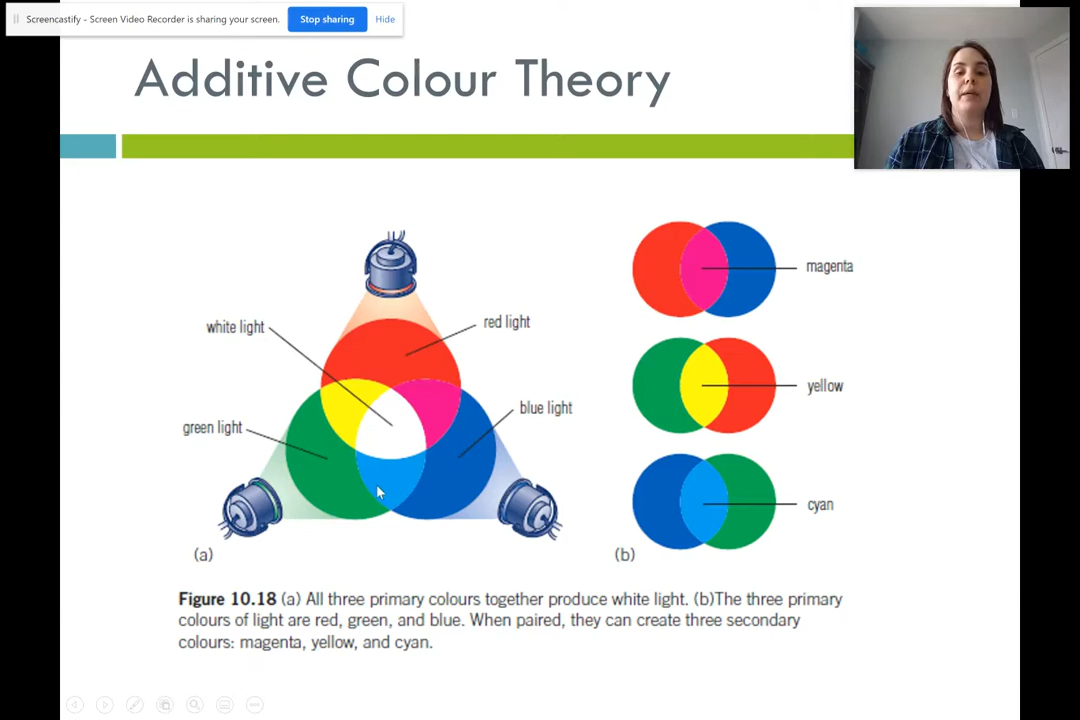 Screencastify - Screen Video Recorder is sharing your screen. Stop sharing Hide
Additive Colour Theory
white light
red light
green light
blue light
(a)
magenta
yellow
cyan
(b)
Figure 10.18 (a) All three primary colours together produce white light. (b)The three primary
colours of light are red, green, and blue. When paired, they can create three secondary
colours: magenta, yellow, and cyan.